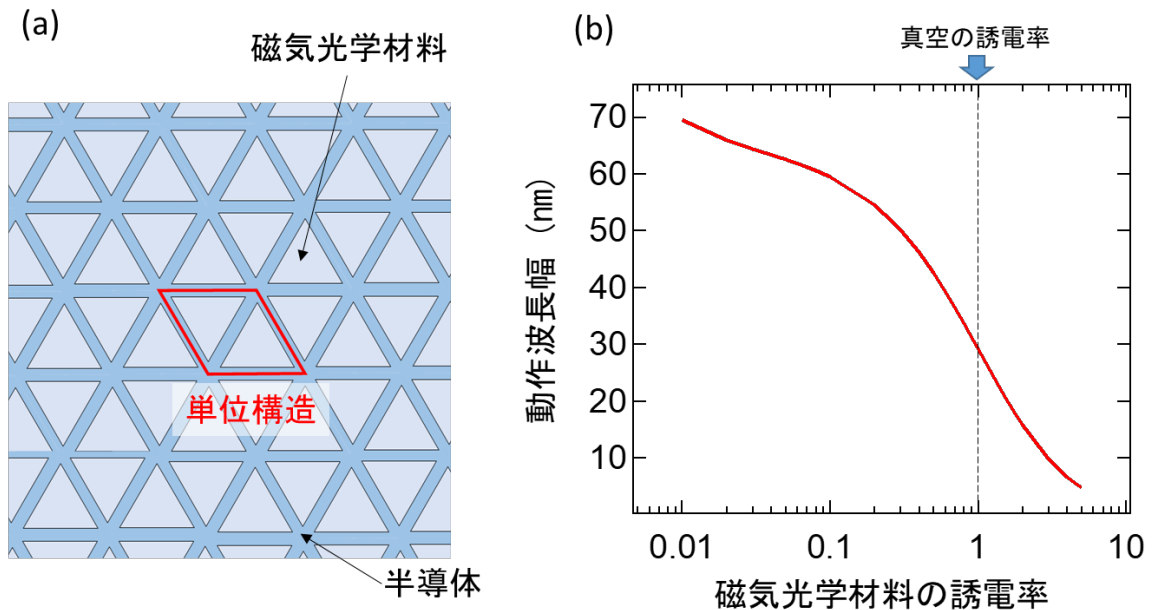 (a)
磁気光学材料
単位構造
半導体
(b)
真空の誘電率
動作波長幅 (㎚)
70
60
50
40
30
20
10
0.01 0.1 1 10
磁気光学材料の誘電率